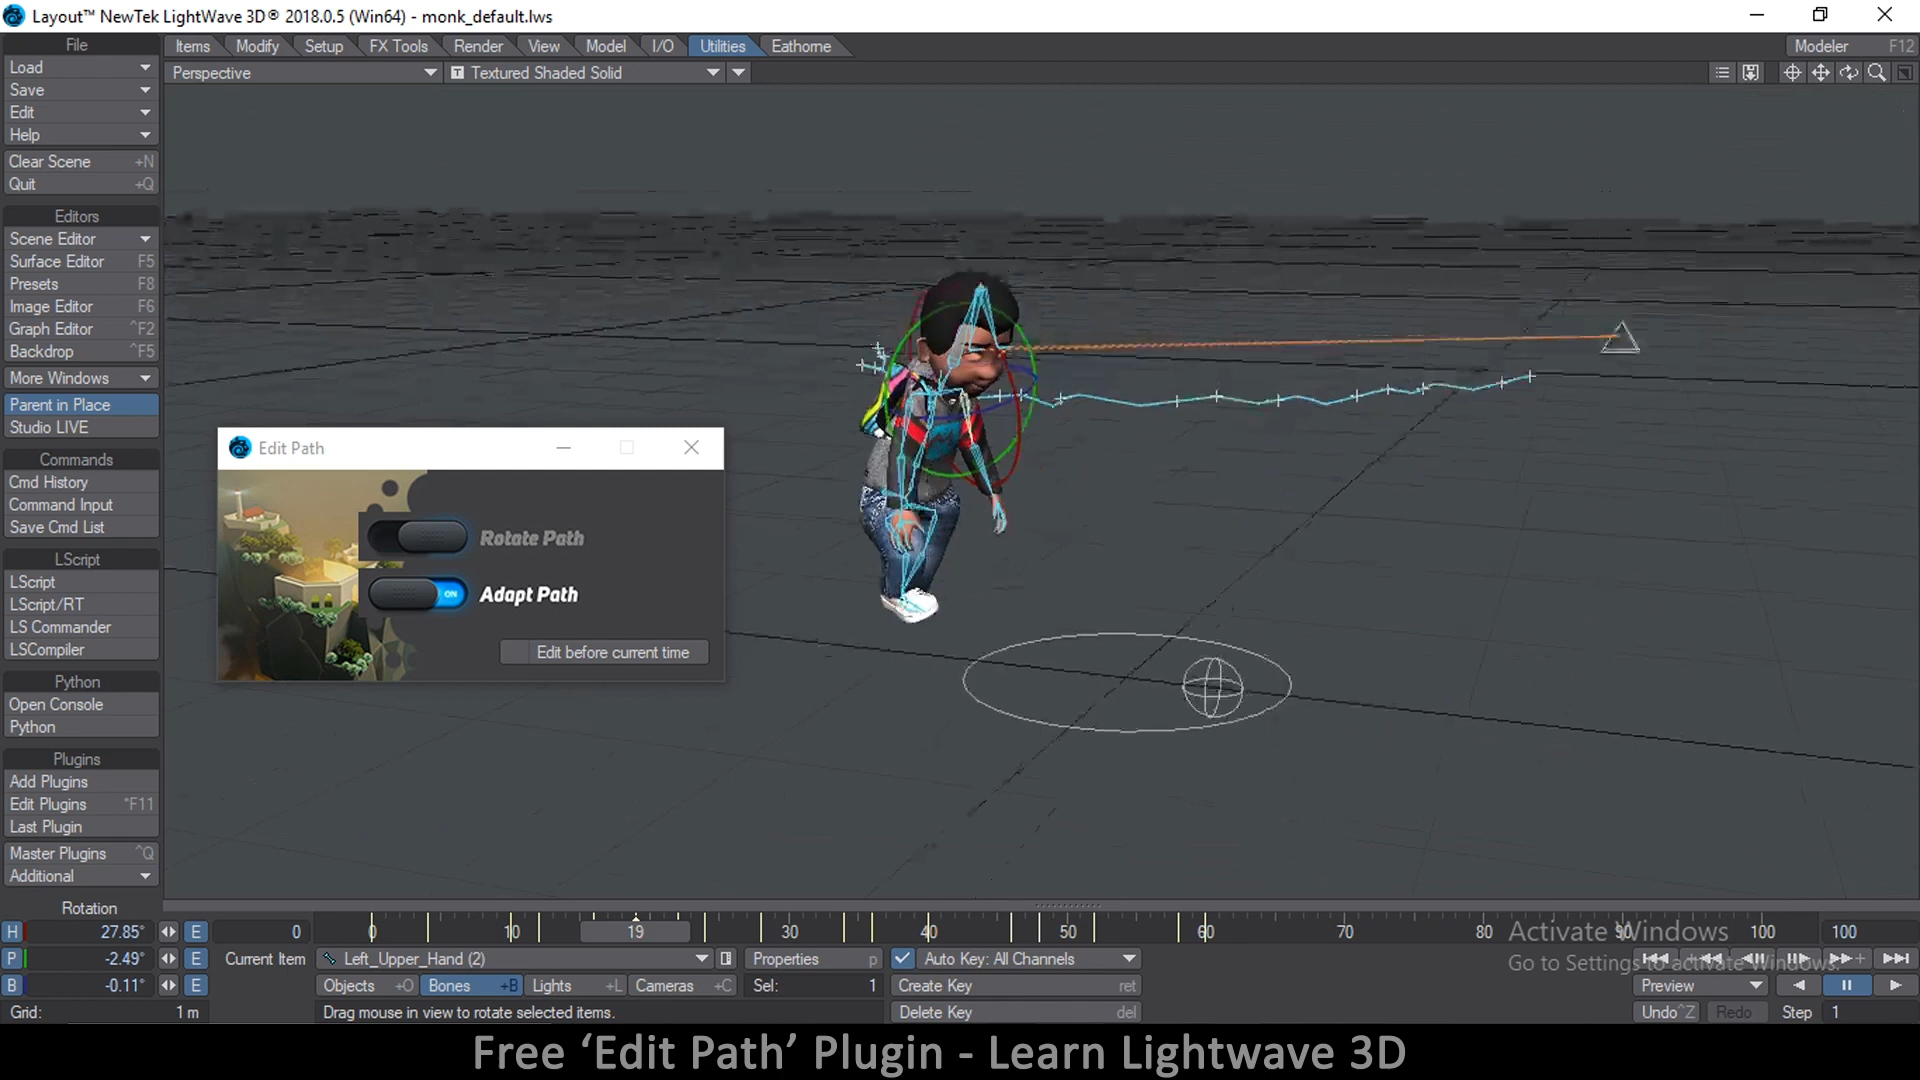 Layout™ NewTek LightWave 3D® 2018.0.5 (Win64) - monk_default.lws
File
Items Modify Setup FX Tools Render View Model I/O Utilities Eathorne Modeler F12
Load
Perspective
T Textured Shaded Solid
Save
Edit
Help
Clear Scene +N
Quit +Q
Editors
Scene Editor
Surface Editor F5
Presets F8
Image Editor F6
Graph Editor ^F2
Backdrop ^F5
More Windows
Parent in Place
Studio LIVE
Commands
Cmd History
Command Input
Save Cmd List
LScript
LScript
LScript/RT
LS Commander
LSCompiler
Python
Open Console
Python
Plugins
Add Plugins
Edit Plugins *F11
Last Plugin
Master Plugins ^Q
Additional
Edit Path
Rotate Path
ON Adapt Path
Edit before current time
Rotation
H 27.85° E 0 0 10 19 30 40 50 60 70 80 90 100 100
P -2.49° E Current Item Left_Upper_Hand (2) Properties p Auto Key: All Channels
B -0.11° E Objects +O Bones +B Lights +L Cameras +C Sel: 1 Create Key ret Preview
Grid: 1 m Drag mouse in view to rotate selected items. Delete Key del Undo ^Z Redo Step 1
Activate Windows
Go to Settings to activate Windows.
Free ‘Edit Path’ Plugin - Learn Lightwave 3D